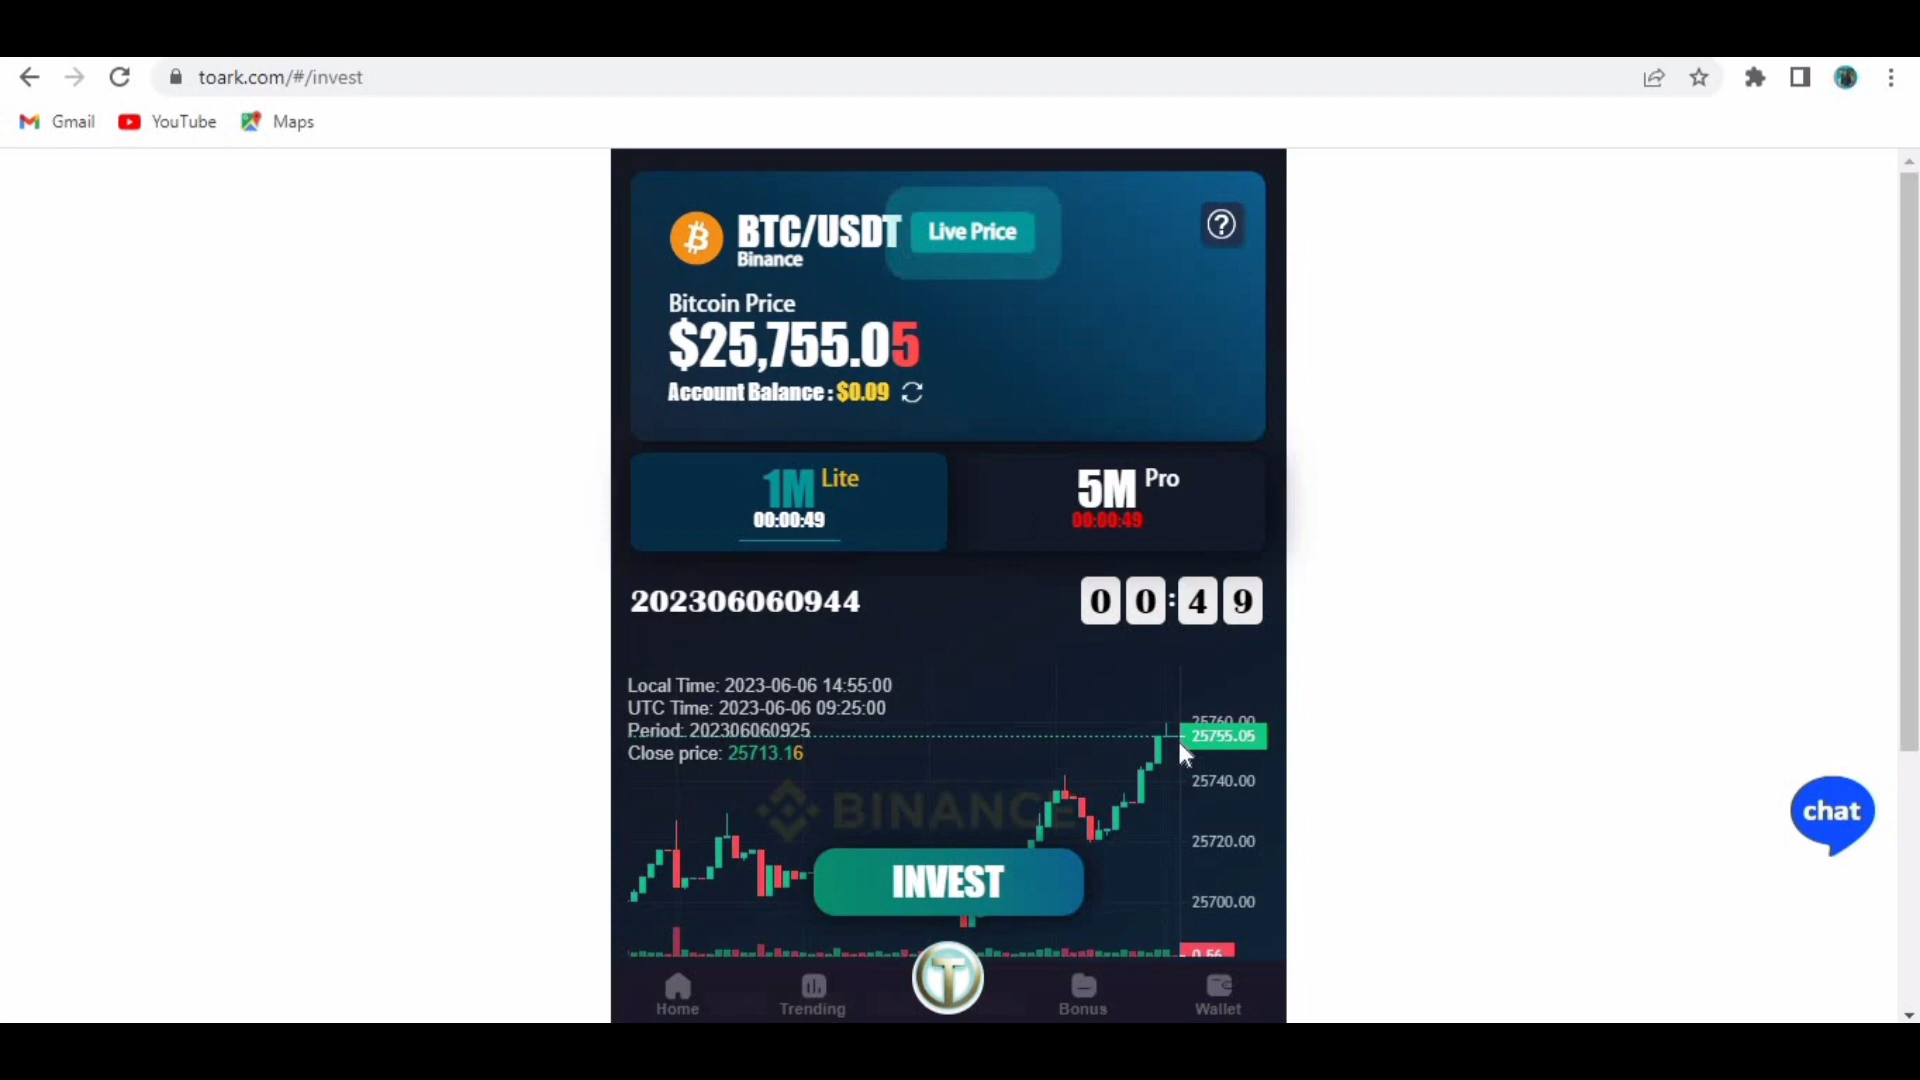 toark.com/#/invest
Gmail YouTube Maps
BTC/USDT Live Price
Binance
Bitcoin Price
$25,755.05
Account Balance : $0.09
1M Lite
00:00:49
5M Pro
00:00:49
202306060944
00:49
Local Time: 2023-06-06 14:55:00
UTC Time: 2023-06-06 09:25:00
Period: 202306060925
Close price: 25713.16
25760.00
25755.05
25740.00
BINANCE
25720.00
25700.00
INVEST
0.56
Home
Trending
T
Bonus
Wallet
chat